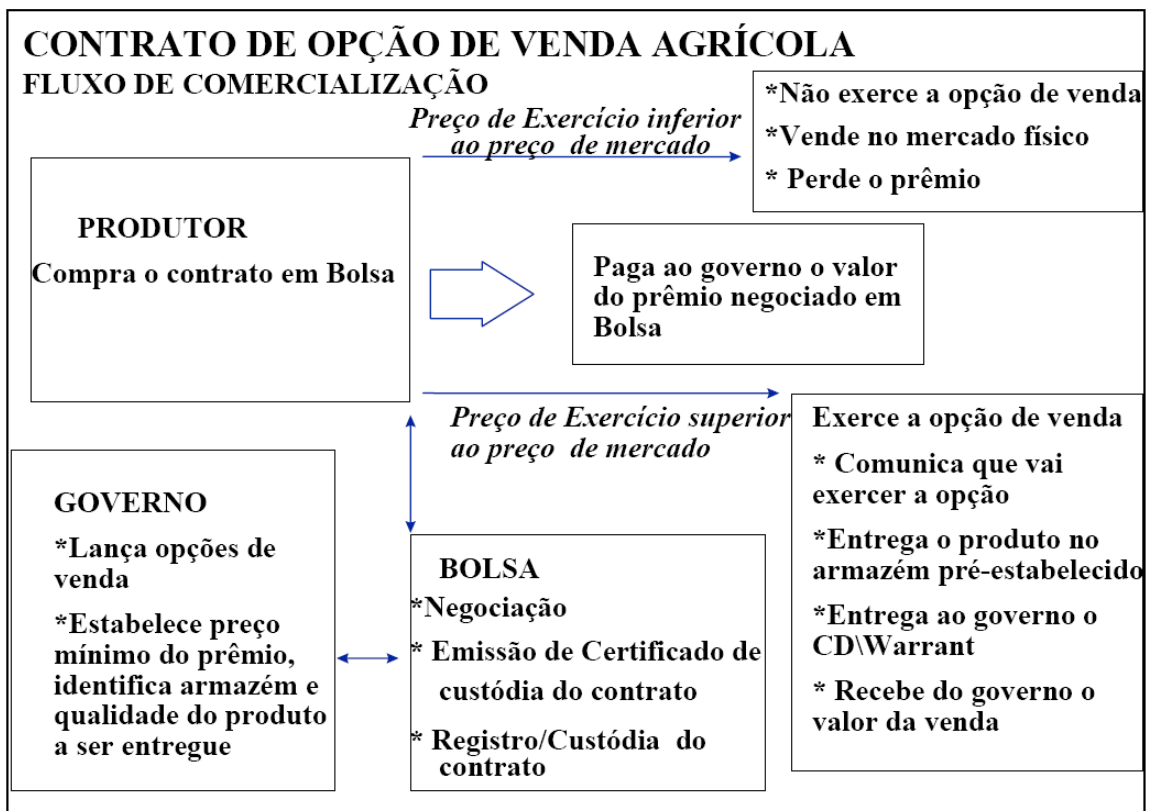 CONTRATO DE OPÇÃO DE VENDA AGRÍCOLA
FLUXO DE COMERCIALIZAÇÃO
Preço de Exercício inferior
ao preço de mercado
*Não exerce a opção de venda
*Vende no mercado físico
* Perde o prêmio
PRODUTOR
Compra o contrato em Bolsa
Paga ao governo o valor
do prêmio negociado em
Bolsa
Preço de Exercício superior
ao preço de mercado
Exerce a opção de venda
* Comunica que vai
exercer a opção
*Entrega o produto no
armazém pré-estabelecido
*Entrega ao governo o
CD\Warrant
* Recebe do governo o
valor da venda
GOVERNO
*Lança opções de
venda
*Estabelece preço
mínimo do prêmio,
identifica armazém e
qualidade do produto
a ser entregue
BOLSA
*Negociação
* Emissão de Certificado de
custódia do contrato
* Registro/Custódia do
contrato